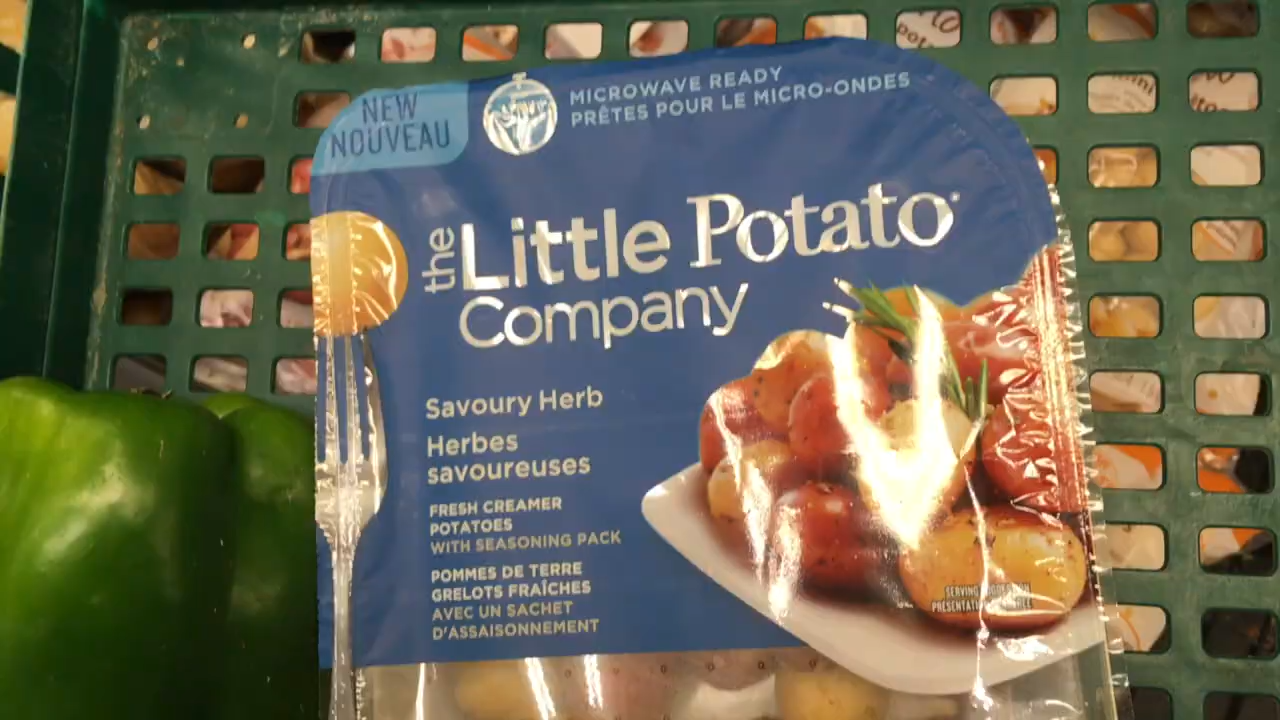 NEW
NOUVEAU
MICROWAVE READY
PRÊTES POUR LE MICRO-ONDES
the Little Potato
Company
Savoury Herb
Herbes
savoureuses
FRESH CREAMER
POTATOES
WITH SEASONING PACK
POMMES DE TERRE
GRELOTS FRAÎCHES
AVEC UN SACHET
D'ASSAISONNEMENT
SERVING